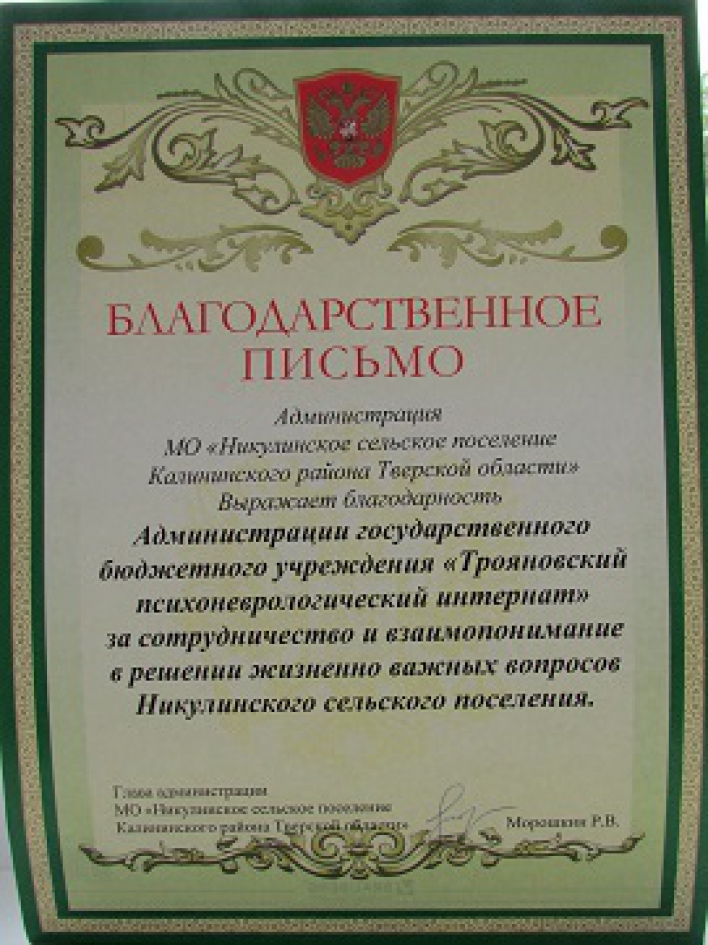 БЛАГОДАРСТВЕННОЕ
ПИСЬМО
Администрация
МО «Никулинское сельское поселение
Калининского района Тверской области»
Выражает благодарность
Администрации государственного
бюджетного учреждения «Трояновский
психоневрологический интернат»
за сотрудничество и взаимопонимание
в решении жизненно важных вопросов
Никулинского сельского поселения.
Глава администрации
МО «Никулинское сельское поселение
Калининского района Тверской области»
Морошкин Р.В.